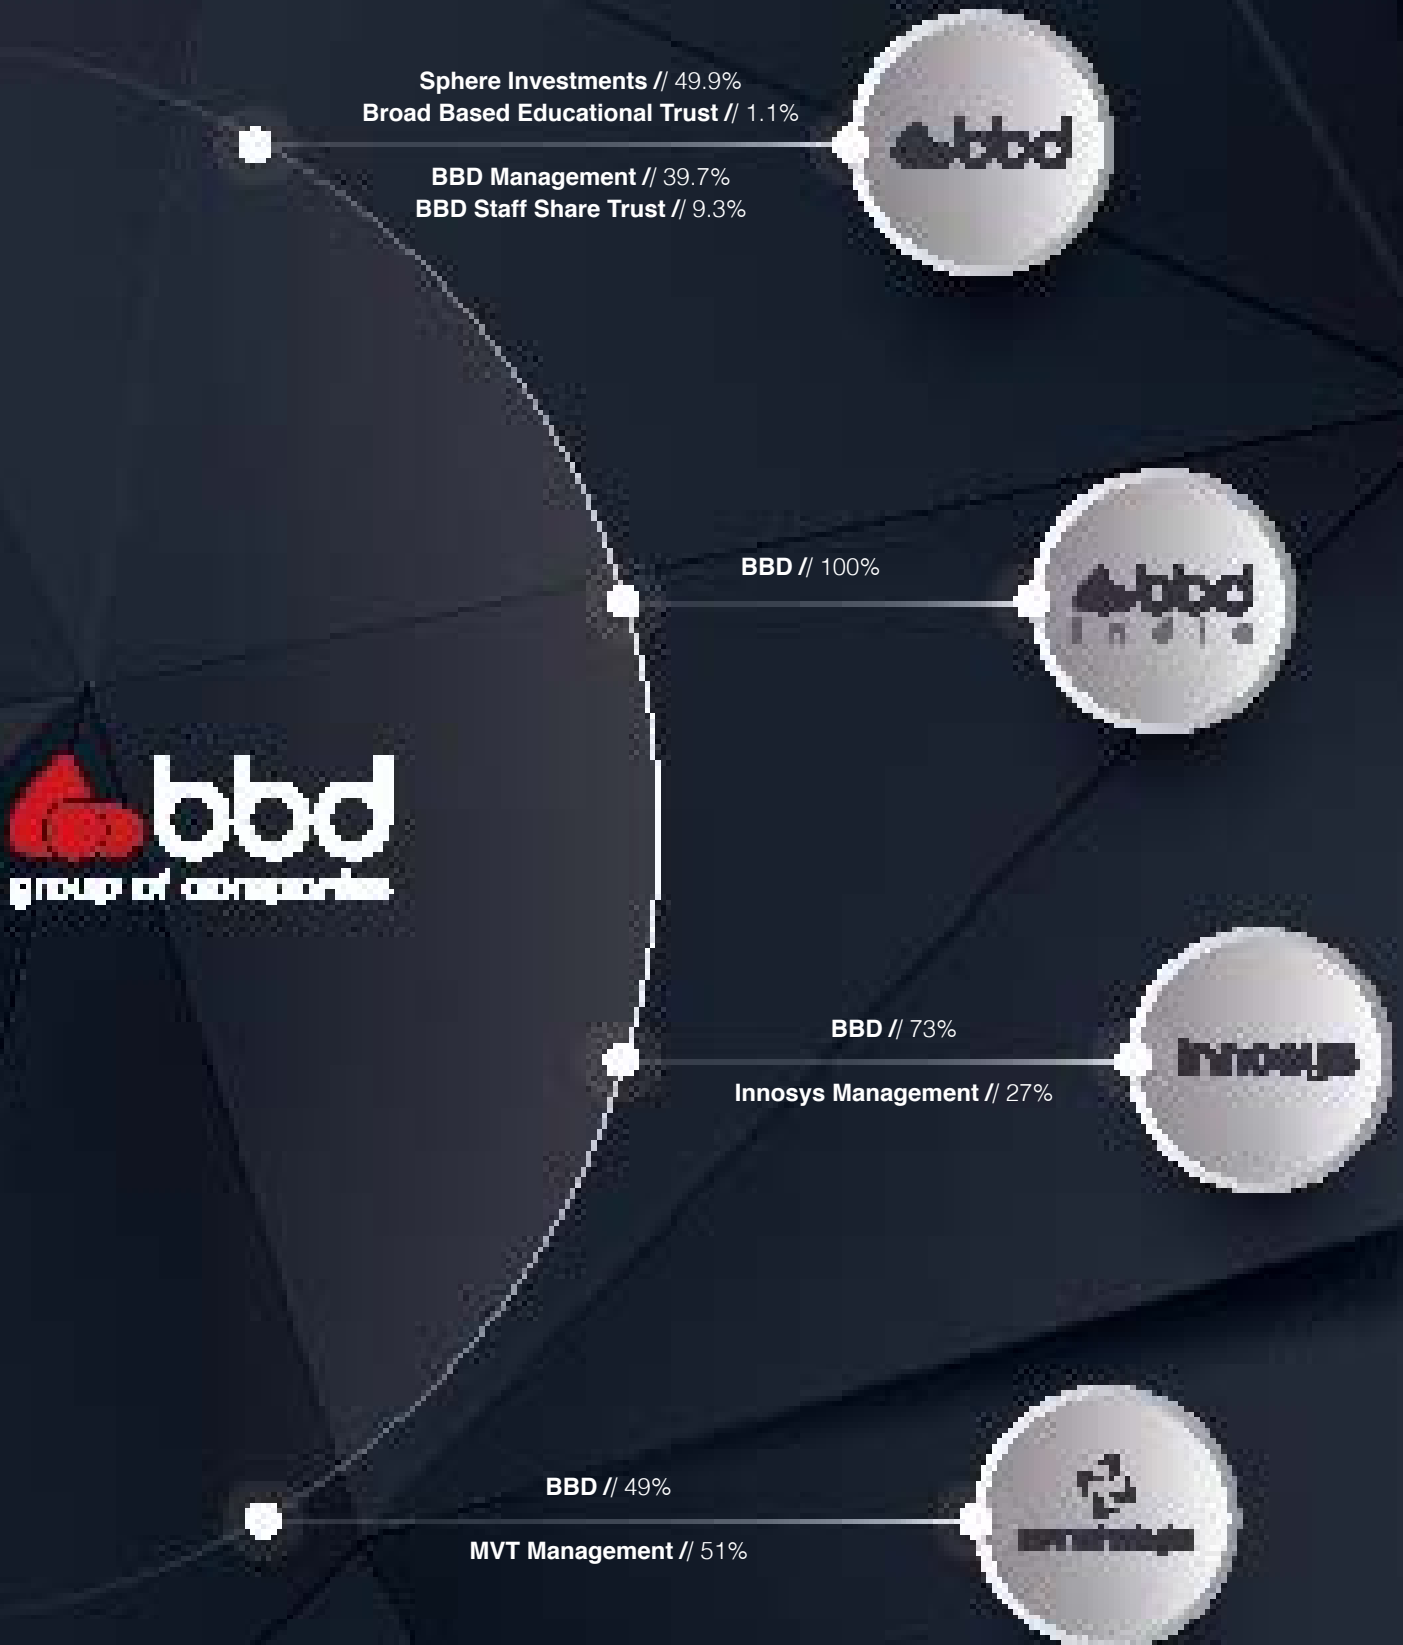 Sphere Investments // 49.9%
Broad Based Educational Trust // 1.1%
BBD Management // 39.7%
BBD Staff Share Trust // 9.3%
bbd
BBD // 100%
bbd
india
bbd
group of companies
BBD // 73%
Innosys Management // 27%
innosys
BBD // 49%
MVT Management // 51%